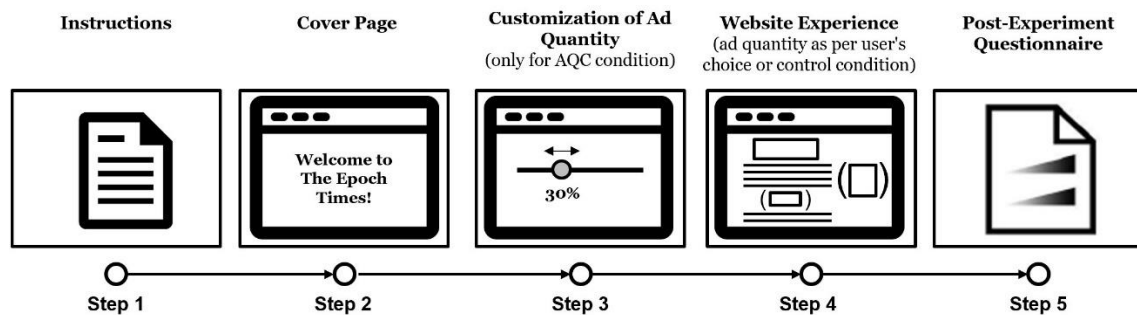 Instructions
Cover Page
Customization of Ad
Quantity
(only for AQC condition)
Website Experience
(ad quantity as per user's
choice or control condition)
Post-Experiment
Questionnaire
Welcome to
The Epoch
Times!
30%
Step 1
Step 2
Step 3
Step 4
Step 5